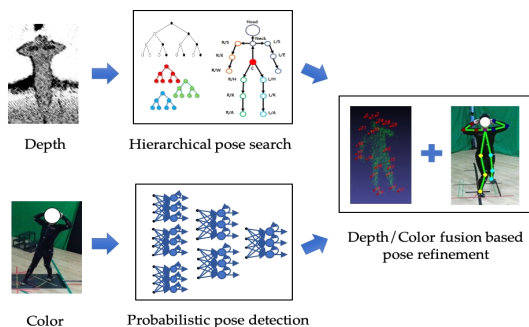 Head
Neck
R/S
L/S
R/E
L/E
R/W
C
R/H
L/H
R/K
L/K
R/A
L/A
Depth
Hierarchical pose search
Color
Probabilistic pose detection
Depth/Color fusion based
pose refinement